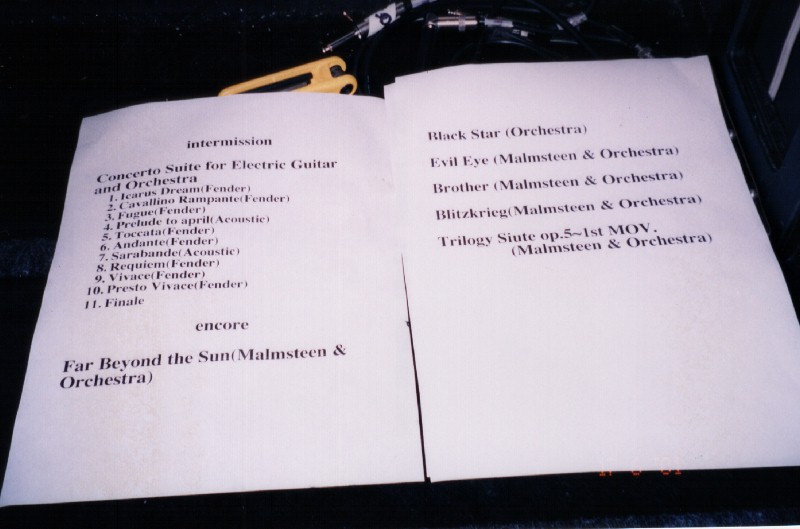 intermission
Concerto Suite for Electric Guitar
and Orchestra
1. Icarus Dream(Fender)
2. Cavallino Rampante(Fender)
3. Fugue(Fender)
4. Prelude to april(Acoustic)
5. Toccata(Fender)
6. Andante(Fender)
7. Sarabande(Acoustic)
8. Requiem(Fender)
9. Vivace(Fender)
10. Presto Vivace(Fender)
11. Finale
encore
Far Beyond the Sun(Malmsteen &
Orchestra)
Black Star (Orchestra)
Evil Eye (Malmsteen & Orchestra)
Brother (Malmsteen & Orchestra)
Blitzkrieg(Malmsteen & Orchestra)
Trilogy Siute op.5~1st MOV.
(Malmsteen & Orchestra)